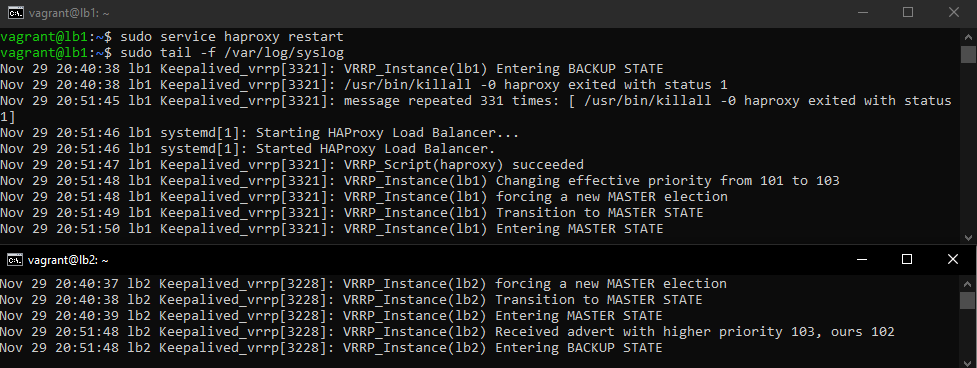 vagrant@lb1: ~
vagrant@lb1:~$ sudo service haproxy restart
vagrant@lb1:~$ sudo tail -f /var/log/syslog
Nov 29 20:40:38 lb1 Keepalived_vrrp[3321]: VRRP_Instance(lb1) Entering BACKUP STATE
Nov 29 20:40:38 lb1 Keepalived_vrrp[3321]: /usr/bin/killall -0 haproxy exited with status 1
Nov 29 20:51:45 lb1 Keepalived_vrrp[3321]: message repeated 331 times: [ /usr/bin/killall -0 haproxy exited with status
1]
Nov 29 20:51:46 lb1 systemd[1]: Starting HAProxy Load Balancer...
Nov 29 20:51:46 lb1 systemd[1]: Started HAProxy Load Balancer.
Nov 29 20:51:47 lb1 Keepalived_vrrp[3321]: VRRP_Script(haproxy) succeeded
Nov 29 20:51:48 lb1 Keepalived_vrrp[3321]: VRRP_Instance(lb1) Changing effective priority from 101 to 103
Nov 29 20:51:48 lb1 Keepalived_vrrp[3321]: VRRP_Instance(lb1) forcing a new MASTER election
Nov 29 20:51:49 lb1 Keepalived_vrrp[3321]: VRRP_Instance(lb1) Transition to MASTER STATE
Nov 29 20:51:50 lb1 Keepalived_vrrp[3321]: VRRP_Instance(lb1) Entering MASTER STATE
vagrant@lb2: ~
Nov 29 20:40:37 lb2 Keepalived_vrrp[3228]: VRRP_Instance(lb2) forcing a new MASTER election
Nov 29 20:40:38 lb2 Keepalived_vrrp[3228]: VRRP_Instance(lb2) Transition to MASTER STATE
Nov 29 20:40:39 lb2 Keepalived_vrrp[3228]: VRRP_Instance(lb2) Entering MASTER STATE
Nov 29 20:51:48 lb2 Keepalived_vrrp[3228]: VRRP_Instance(lb2) Received advert with higher priority 103, ours 102
Nov 29 20:51:48 lb2 Keepalived_vrrp[3228]: VRRP_Instance(lb2) Entering BACKUP STATE